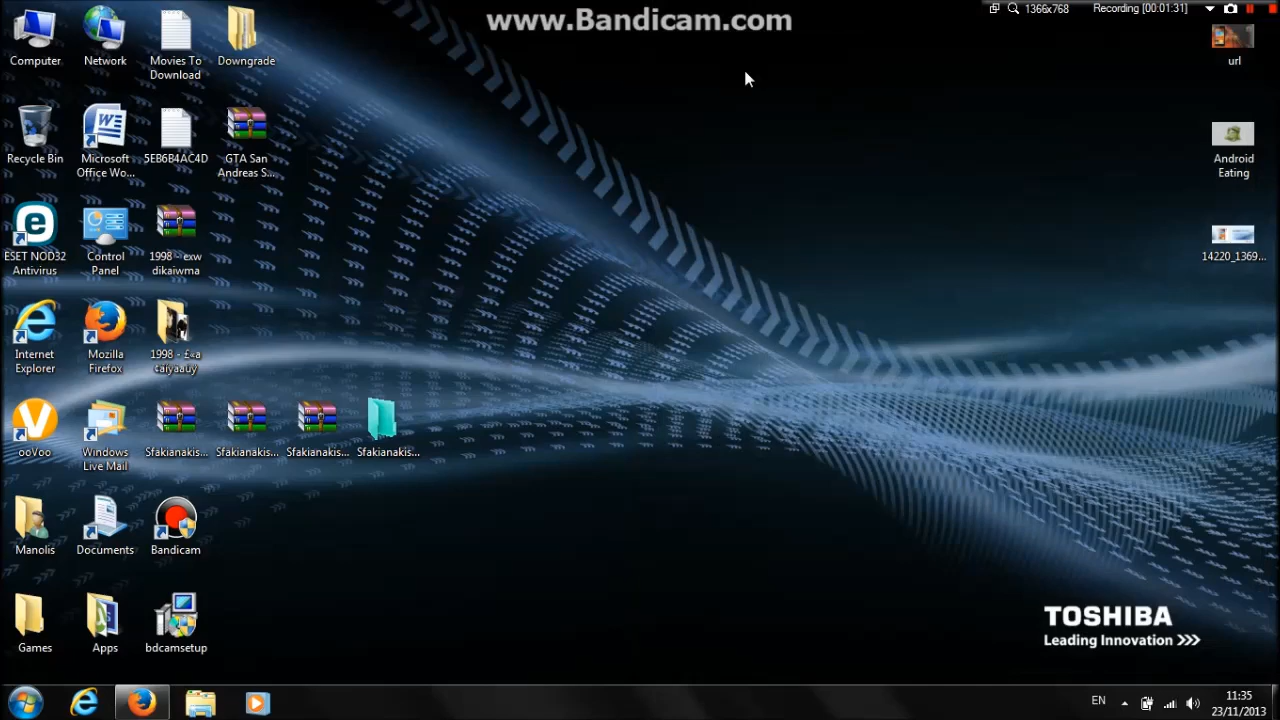 www.Bandicam.com
1366x768
Recording [00:01:31]
Computer
Network
Movies To
Download
Downgrade
url
Recycle Bin
Microsoft
Office Wo...
5EB6B4AC4D
GTA San
Andreas S...
Android
Eating
ESET NOD32
Antivirus
Control
Panel
1998 - exw
dikaiwma
14220_1369...
Internet
Explorer
Mozilla
Firefox
1998 - £«a
¢aiyaaüy
ooVoo
Windows
Live Mail
Sfakianakis...
Sfakianakis...
Sfakianakis...
Sfakianakis...
Manolis
Documents
Bandicam
Games
Apps
bdcamsetup
TOSHIBA
Leading Innovation >>>
EN
11:35
23/11/2013